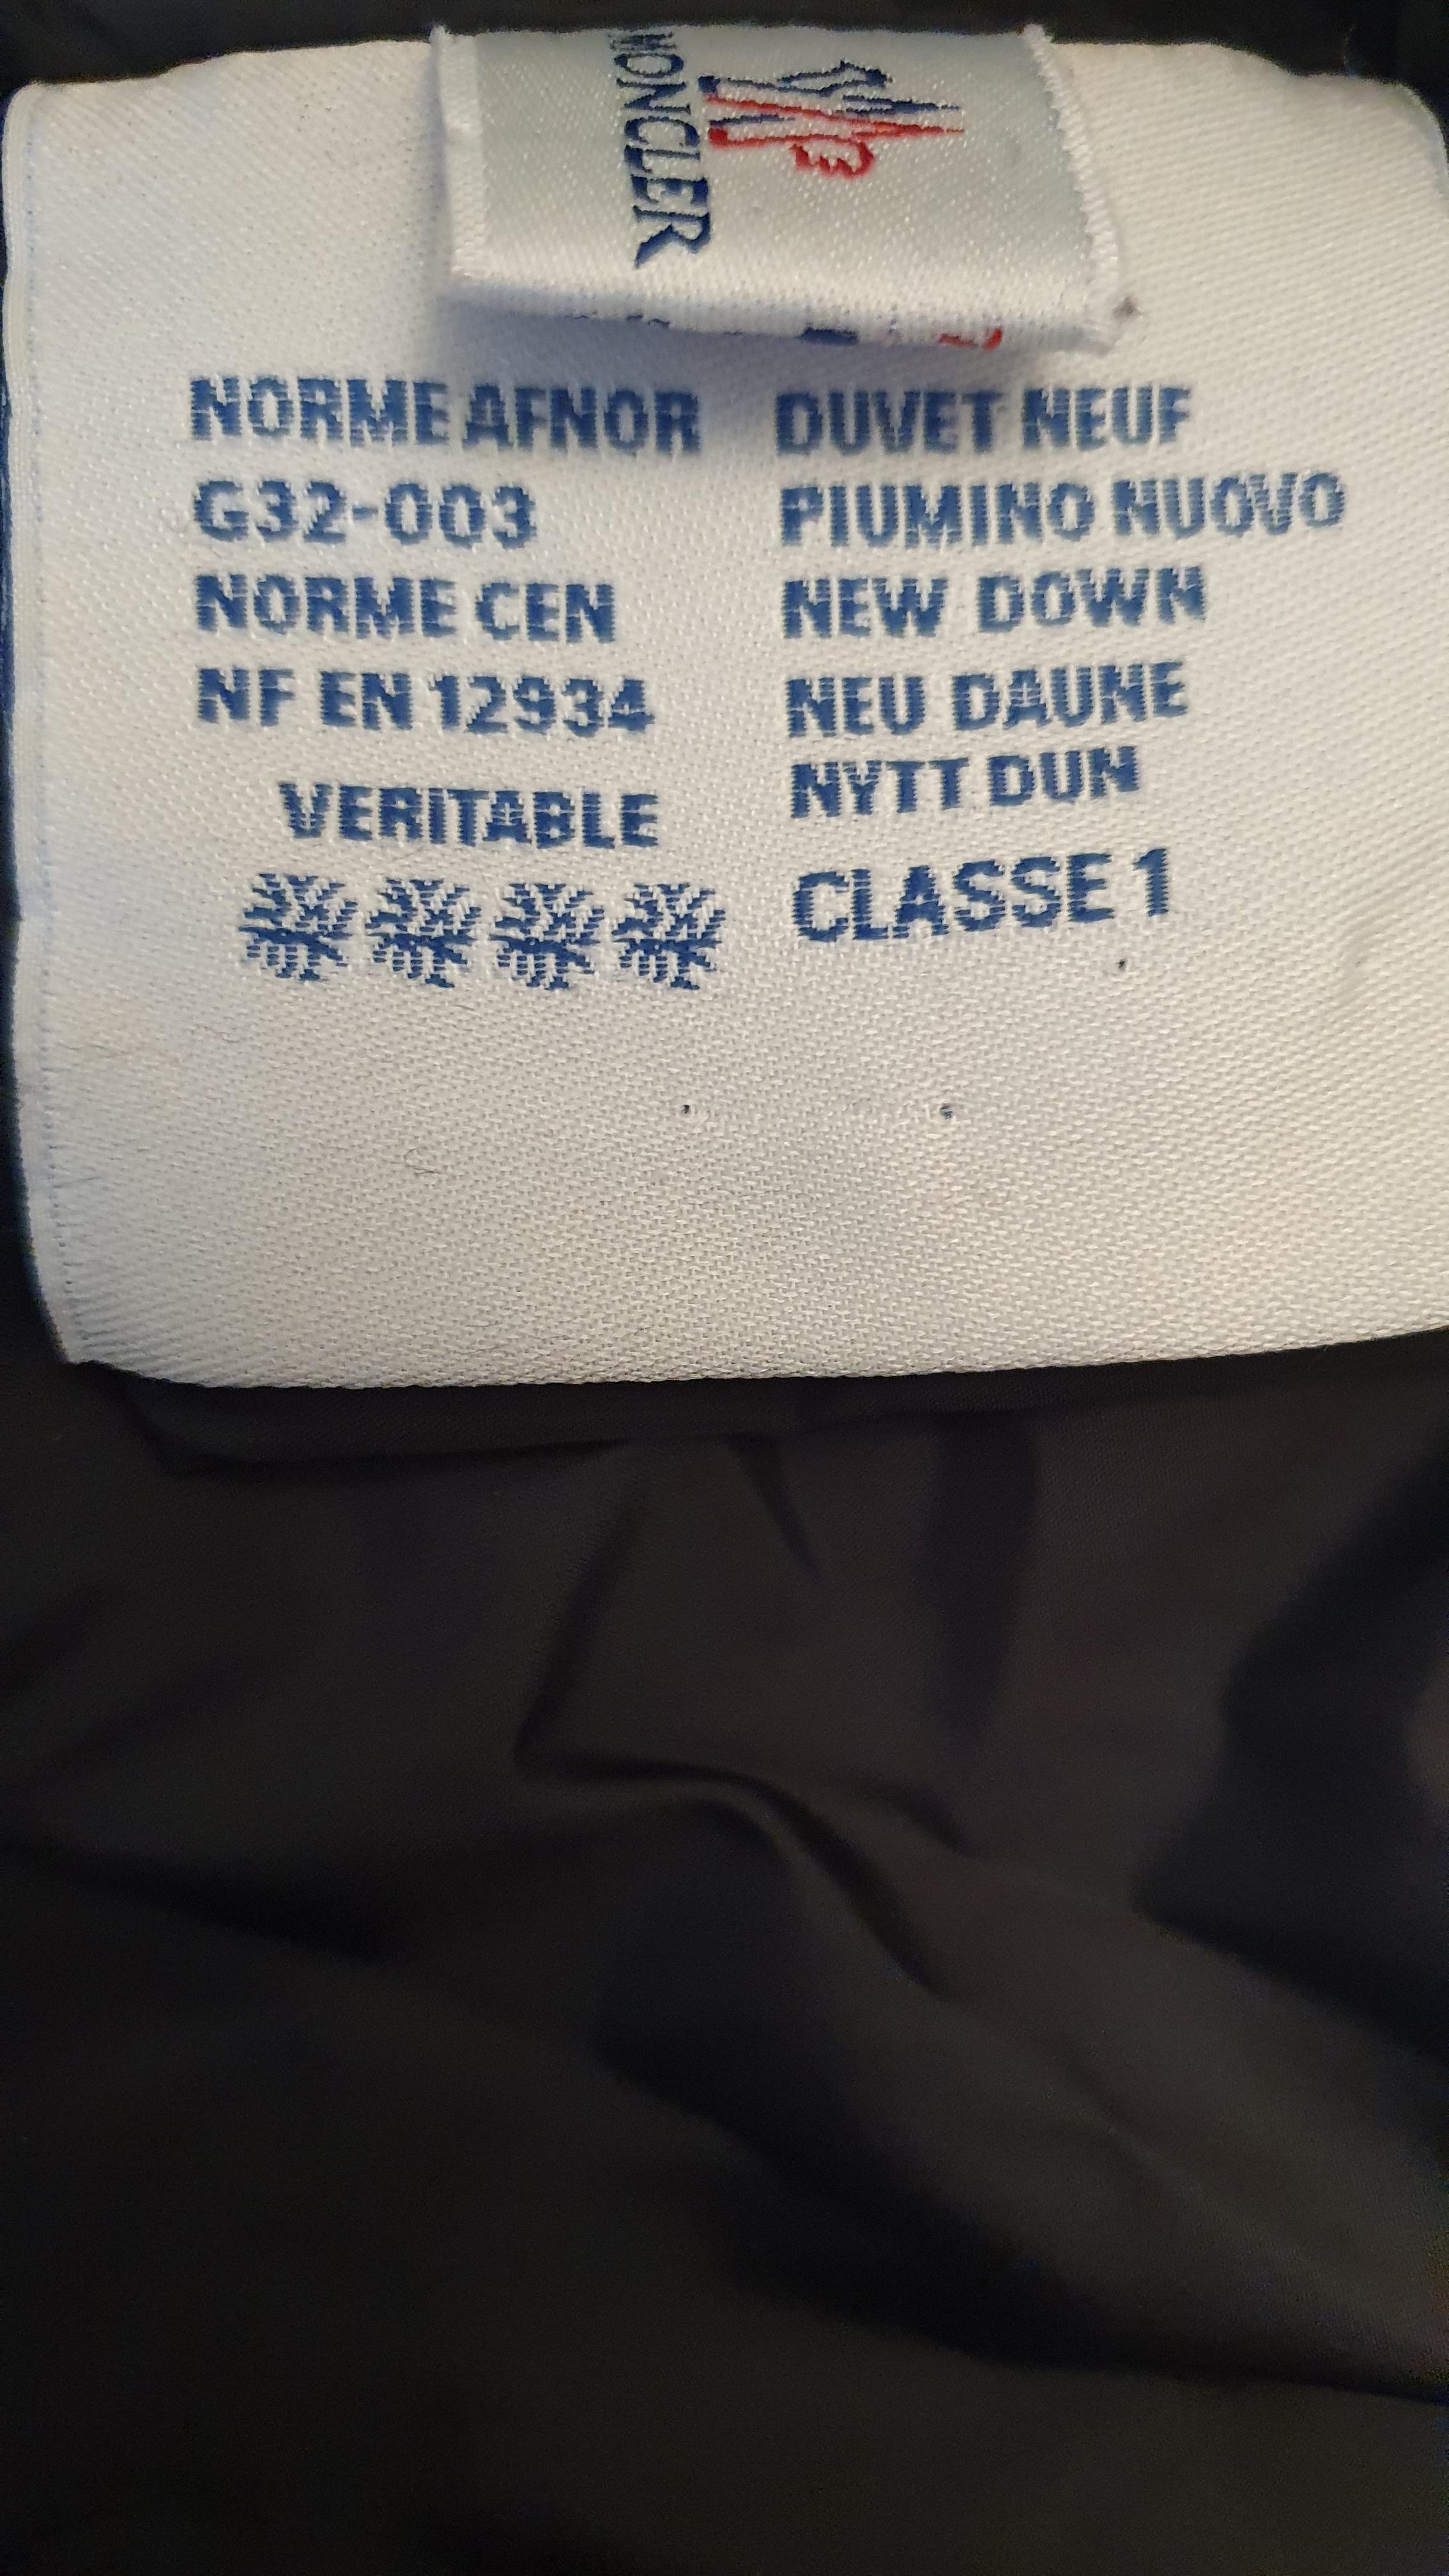 MONCLER
NORME AFNOR
G32-003
NORME CEN
NF EN 12934
VERITABLE
DUVET NEUF
PIUMINO NUOVO
NEW DOWN
NEU DAUNE
NYTT DUN
CLASSE 1